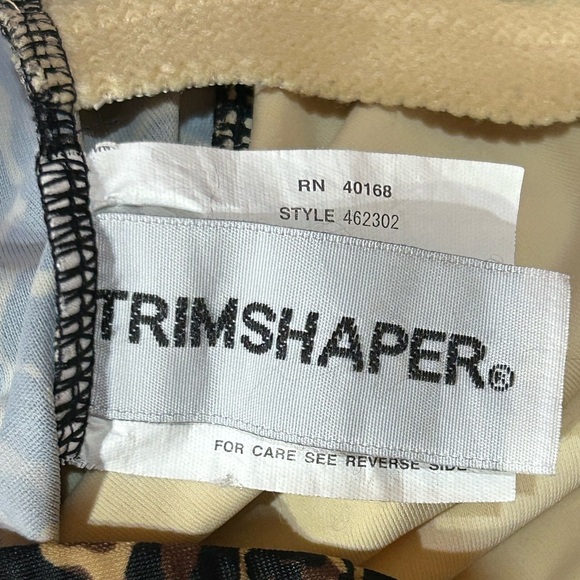 RN 40168
STYLE 462302
TRIMSHAPER®
FOR CARE SEE REVERSE SIDE